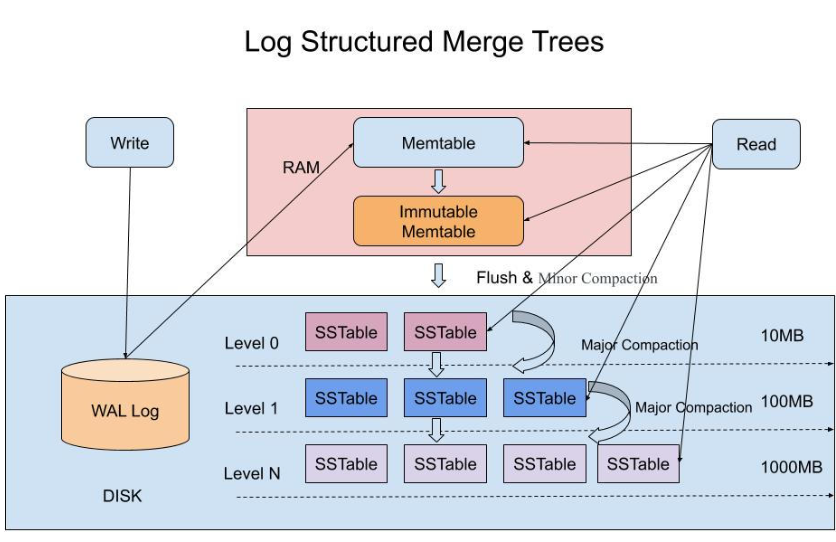 Log Structured Merge Trees
Write
Memtable
Read
RAM
Immutable
Memtable
Flush & Minor Compaction
Level 0
SSTable
SSTable
Major Compaction
10MB
WAL Log
Level 1
SSTable
SSTable
SSTable
Major Compaction
100MB
Level N
SSTable
SSTable
SSTable
SSTable
1000MB
DISK